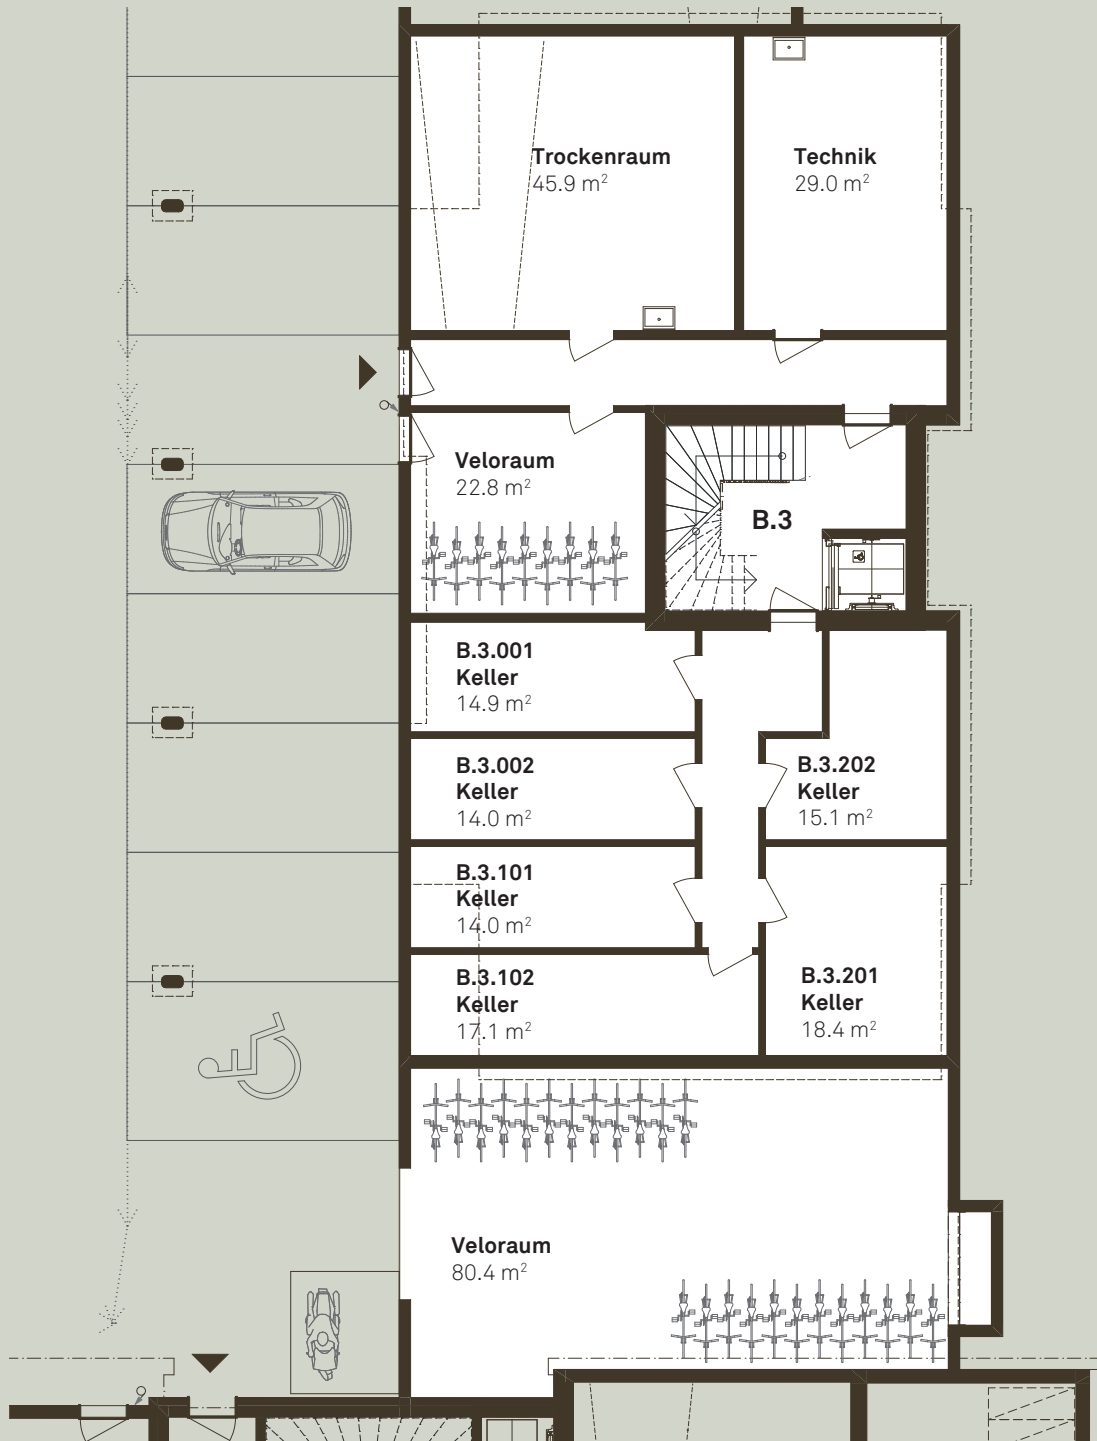 Trockenraum
45.9 m²
Technik
29.0 m²
Veloraum
22.8 m²
B.3
B.3.001
Keller
14.9 m²
B.3.002
Keller
14.0 m²
B.3.202
Keller
15.1 m²
B.3.101
Keller
14.0 m²
B.3.102
Keller
17.1 m²
B.3.201
Keller
18.4 m²
Veloraum
80.4 m²